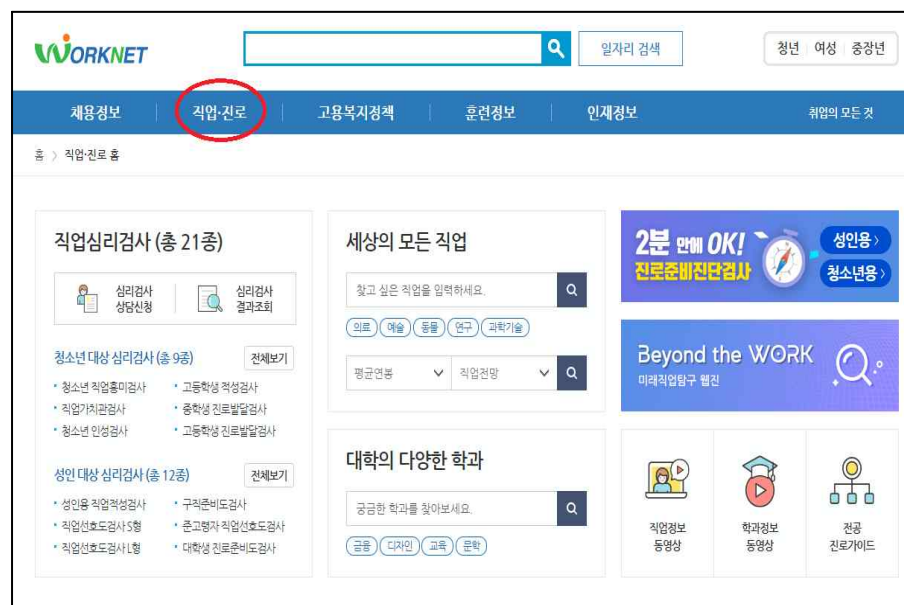 WORKNET
일자리 검색
청년 여성 중장년
채용정보 직업·진로 고용복지정책 훈련정보 인재정보 취업의 모든 것
홈 > 직업·진로 홈
직업심리검사 (총 21종)
심리검사
상담신청
심리검사
결과조회
청소년 대상 심리검사 (총 9종) 전체보기
• 청소년 직업흥미검사 • 고등학생 적성검사
• 직업가치관검사 • 중학생 진로발달검사
• 청소년 인성검사 • 고등학생 진로발달검사
성인 대상 심리검사 (총 12종) 전체보기
• 성인용 직업적성검사 • 구직준비도검사
• 직업선호도검사 S형 • 준고령자 직업선호도검사
• 직업선호도검사 L형 • 대학생 진로준비도검사
세상의 모든 직업
찾고 싶은 직업을 입력하세요.
의료 예술 동물 연구 과학기술
평균연봉 직업전망
대학의 다양한 학과
궁금한 학과를 찾아보세요.
금융 디자인 교육 문학
2분 만에 OK!
진로준비진단검사
성인용 >
청소년용 >
Beyond the WORK
미래직업탐구 웹진
직업정보
동영상
학과정보
동영상
전공
진로가이드